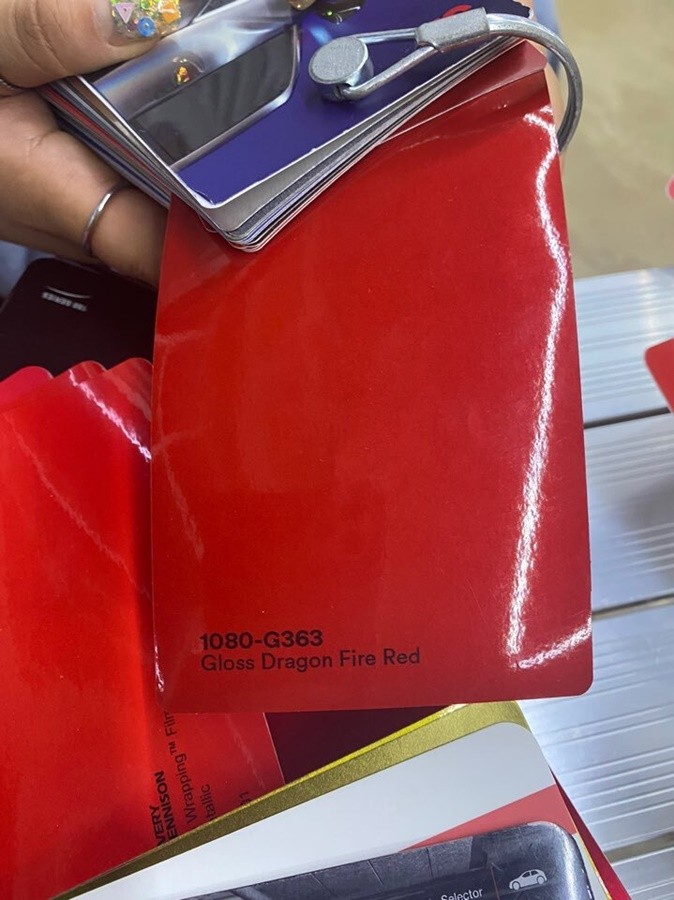 1080-G363
Gloss Dragon Fire Red
VERY
ENNISON
Wrapping™ Film
tallic
Selector